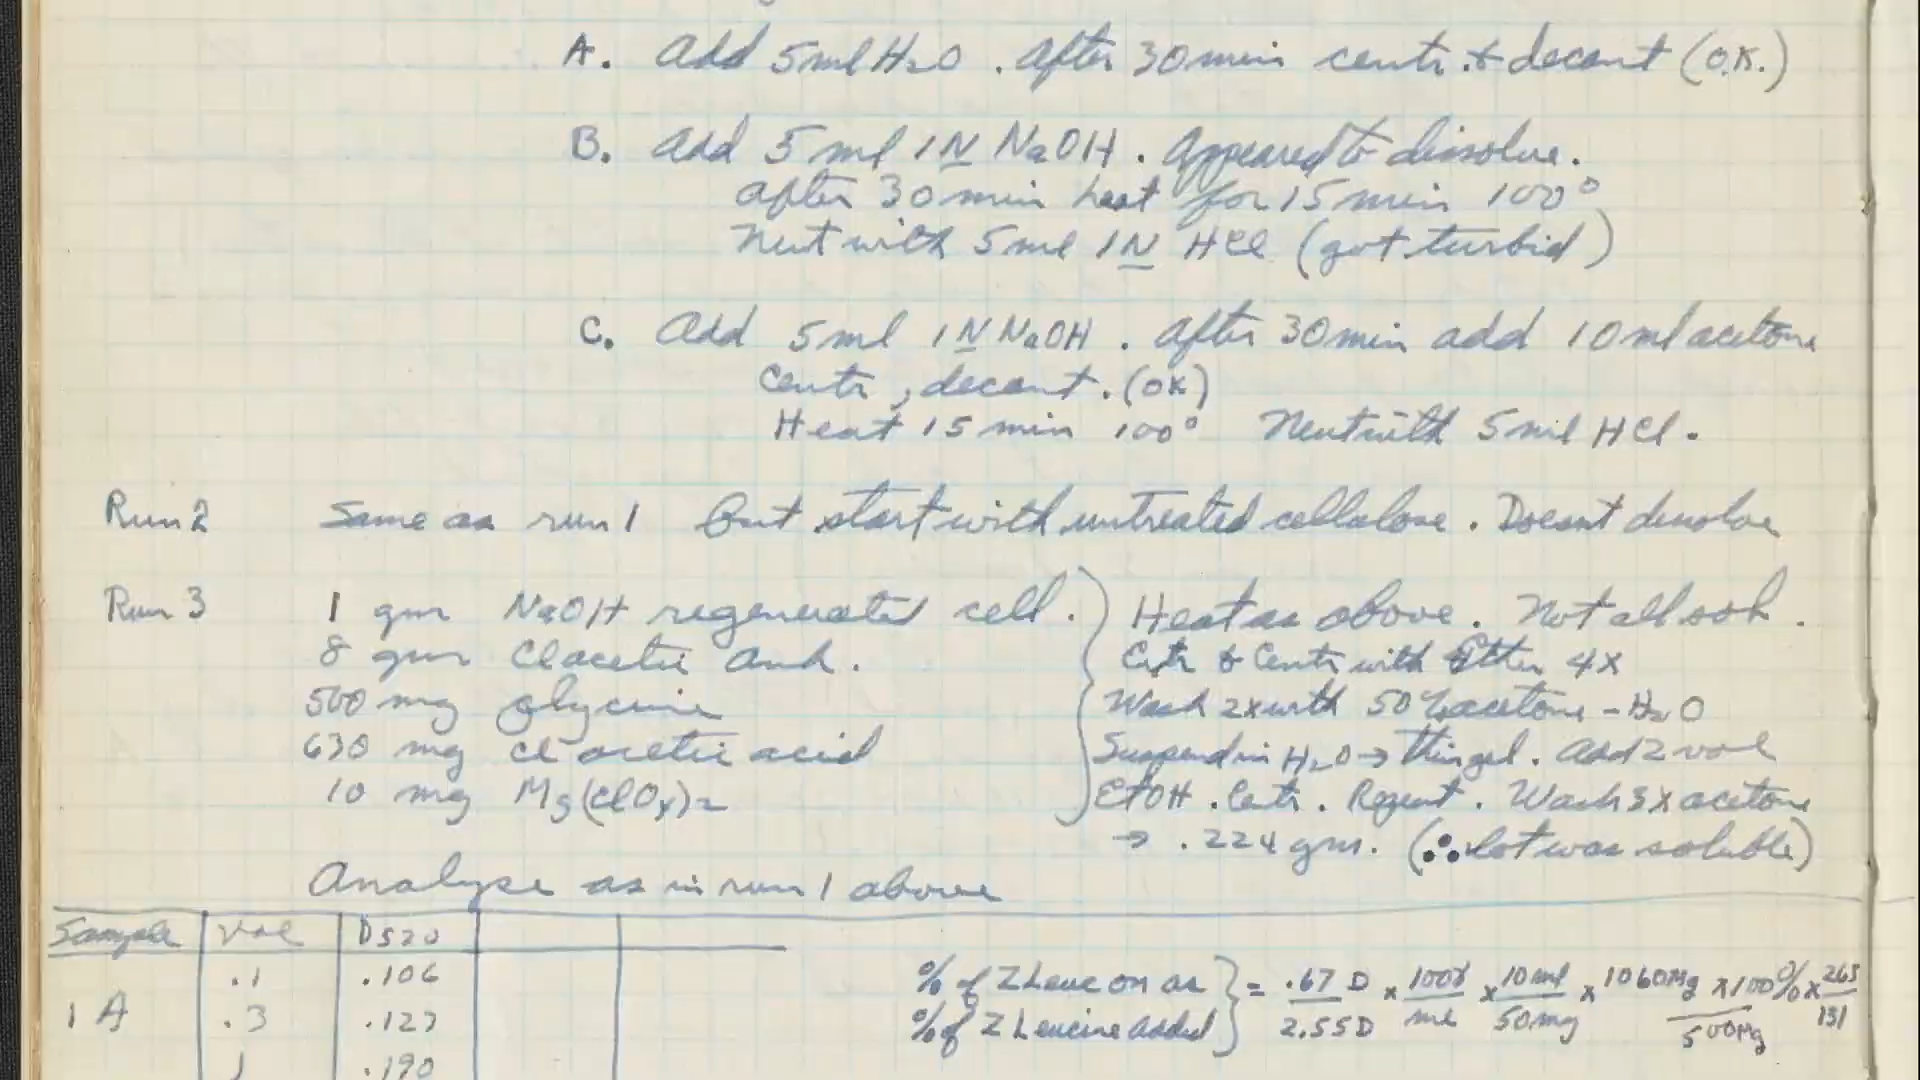 A. Add 5 ml H2O. After 30 min centr. & decant (O.K.)
B. Add 5 ml 1N NaOH. Appeared to dissolve.
after 30 min heat for 15 min 100°
Neut with 5 ml 1N HCl (got turbid)
C. Add 5 ml 1N NaOH. After 30 min add 10 ml acetone
Centr, decant. (OK)
Heat 15 min 100° Neut with 5 ml HCl.
Run 2 Same as run 1 But start with untreated cellulose. Doesnt dissolve
Run 3 1 gm NaOH regenerated cell. Heat as above. Not all sol.
8 gm Cl acetic Anh. Centr with Ether 4X
500 mg glycine Wash 2x with 50% acetone - H2O
630 mg Cl acetic acid Suspend in H2O → thin gel. Add 2 vol
10 mg Mg(ClO4)2 EtOH. Centr. Repeat. Wash 3x acetone
→ .224 gm. (∴ lot was soluble)
Analyse as in run 1 above
Sample Vol D520
.1 .106 % of Z Leuc on as = .67 D / 2.55 D x 100γ / ml x 10 ml / 50 mg x 1060 Mg / 500 Mg x 100% x 265 / 131
1 A .3 .127 % of Z Leucine Added
1 .190